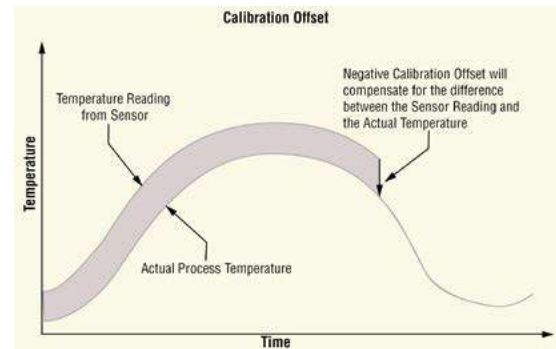 Calibration Offset
Negative Calibration Offset will
compensate for the difference
between the Sensor Reading and
the Actual Temperature
Temperature Reading
from Sensor
Temperature
Actual Process Temperature
Time